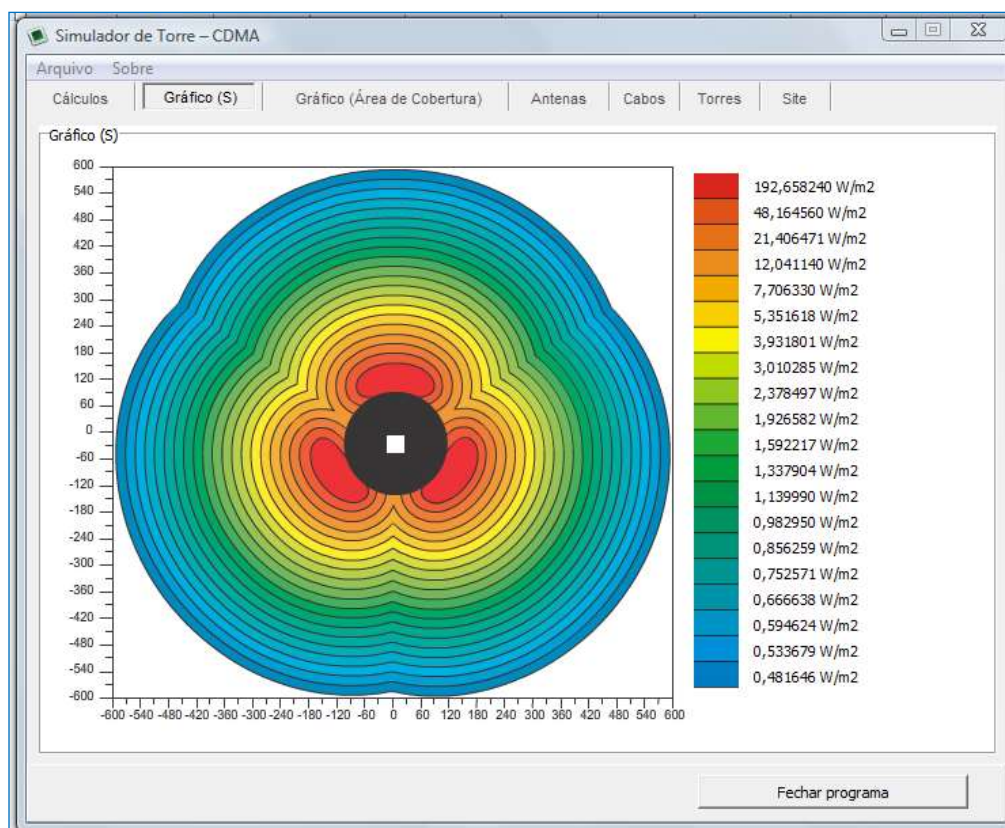 Simulador de Torre – CDMA
Arquivo Sobre
Cálculos Gráfico (S) Gráfico (Área de Cobertura) Antenas Cabos Torres Site
Gráfico (S)
600
540
480
420
360
300
240
180
120
60
0
-60
-120
-180
-240
-300
-360
-420
-480
-540
-600
-600 -540 -480 -420 -360 -300 -240 -180 -120 -60 0 60 120 180 240 300 360 420 480 540 600
192,658240 W/m2
48,164560 W/m2
21,406471 W/m2
12,041140 W/m2
7,706330 W/m2
5,351618 W/m2
3,931801 W/m2
3,010285 W/m2
2,378497 W/m2
1,926582 W/m2
1,592217 W/m2
1,337904 W/m2
1,139990 W/m2
0,982950 W/m2
0,856259 W/m2
0,752571 W/m2
0,666638 W/m2
0,594624 W/m2
0,533679 W/m2
0,481646 W/m2
Fechar programa